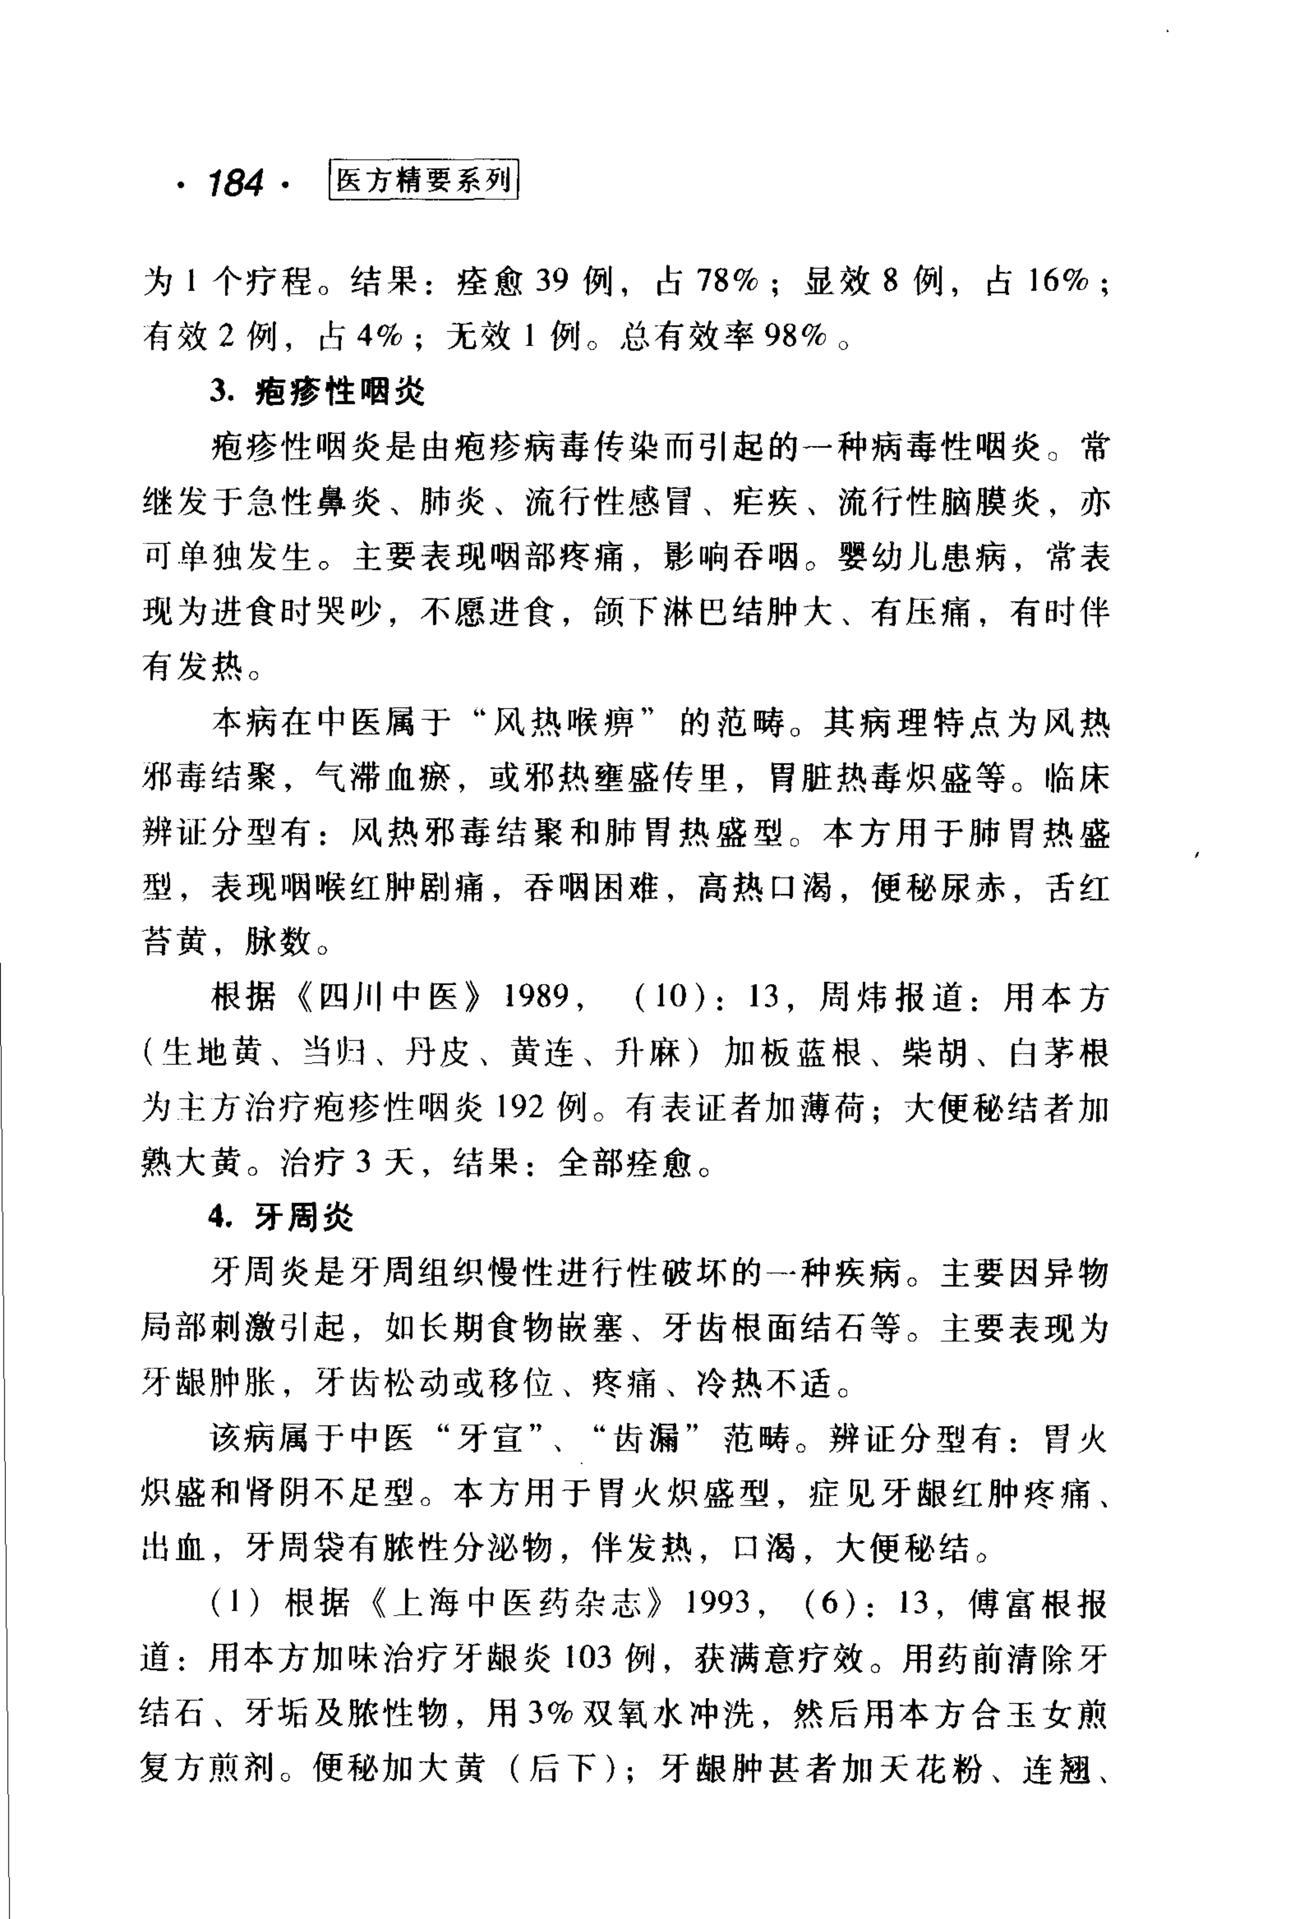 · 184 · 医方精要系列
为 1 个疗程。结果：痊愈 39 例，占 78%；显效 8 例，占 16%；
有效 2 例，占 4%；无效 1 例。总有效率 98%。
3. 疱疹性咽炎
疱疹性咽炎是由疱疹病毒传染而引起的一种病毒性咽炎。常
继发于急性鼻炎、肺炎、流行性感冒、疟疾、流行性脑膜炎，亦
可单独发生。主要表现咽部疼痛，影响吞咽。婴幼儿患病，常表
现为进食时哭吵，不愿进食，颌下淋巴结肿大、有压痛，有时伴
有发热。
本病在中医属于“风热喉痹”的范畴。其病理特点为风热
邪毒结聚，气滞血瘀，或邪热壅盛传里，胃脏热毒炽盛等。临床
辨证分型有：风热邪毒结聚和肺胃热盛型。本方用于肺胃热盛
型，表现咽喉红肿剧痛，吞咽困难，高热口渴，便秘尿赤，舌红
苔黄，脉数。
根据《四川中医》1989，（10）：13，周炜报道：用本方
（生地黄、当归、丹皮、黄连、升麻）加板蓝根、柴胡、白茅根
为主方治疗疱疹性咽炎 192 例。有表证者加薄荷；大便秘结者加
熟大黄。治疗 3 天，结果：全部痊愈。
4. 牙周炎
牙周炎是牙周组织慢性进行性破坏的一种疾病。主要因异物
局部刺激引起，如长期食物嵌塞、牙齿根面结石等。主要表现为
牙龈肿胀，牙齿松动或移位、疼痛、冷热不适。
该病属于中医“牙宣”、“齿漏”范畴。辨证分型有：胃火
炽盛和肾阴不足型。本方用于胃火炽盛型，症见牙龈红肿疼痛、
出血，牙周袋有脓性分泌物，伴发热，口渴，大便秘结。
（1）根据《上海中医药杂志》1993，（6）：13，傅富根报
道：用本方加味治疗牙龈炎 103 例，获满意疗效。用药前清除牙
结石、牙垢及脓性物，用 3% 双氧水冲洗，然后用本方合玉女煎
复方煎剂。便秘加大黄（后下）；牙龈肿甚者加天花粉、连翘、